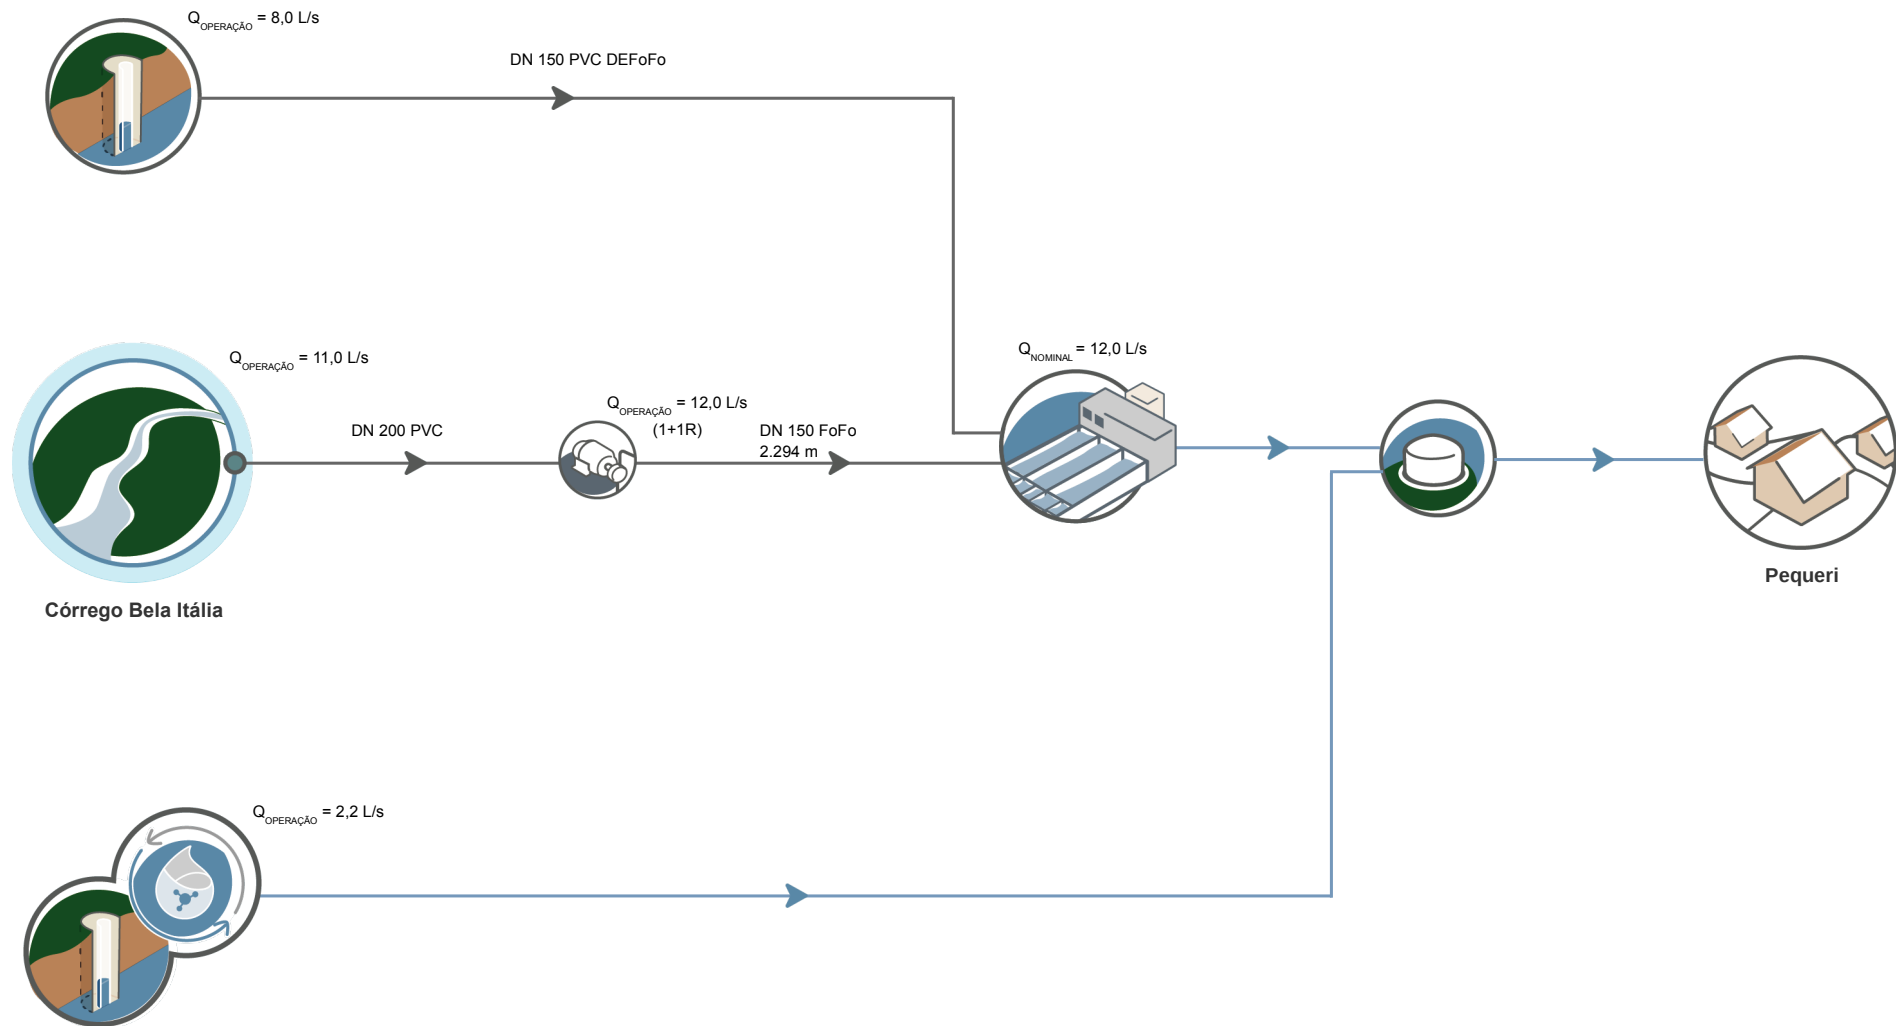 QOPERAÇÃO = 8,0 L/s
DN 150 PVC DEFoFo
QOPERAÇÃO = 11,0 L/s
DN 200 PVC
QOPERAÇÃO = 12,0 L/s
(1+1R)
DN 150 FoFo
2.294 m
QNOMINAL = 12,0 L/s
Pequeri
Córrego Bela Itália
QOPERAÇÃO = 2,2 L/s